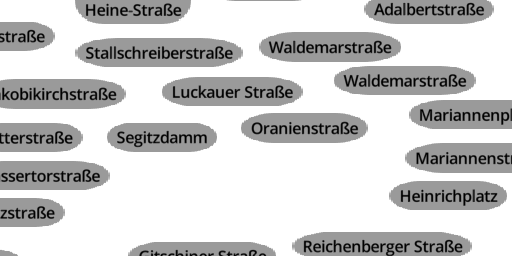 Heine-Straße
Adalbertstraße
straße
Stallschreiberstraße
Waldemarstraße
Waldemarstraße
kobikirchstraße
Luckauer Straße
Mariannenpl
Oranienstraße
tterstraße
Segitzdamm
Mariannenstr
ssertorstraße
Heinrichplatz
zstraße
Reichenberger Straße
Gitschiner Straße